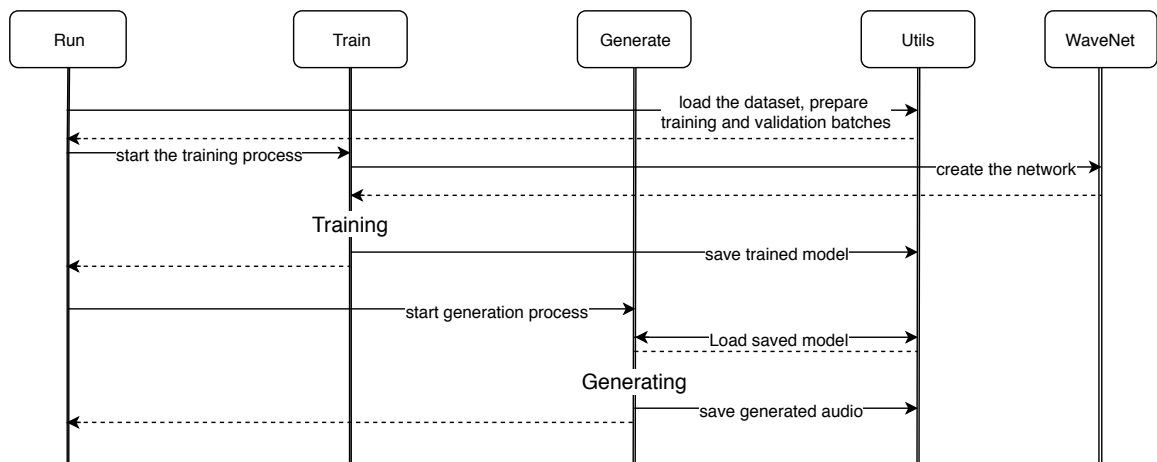 Run
Train
Generate
Utils
WaveNet
load the dataset, prepare
training and validation batches
start the training process
create the network
Training
save trained model
start generation process
Load saved model
Generating
save generated audio